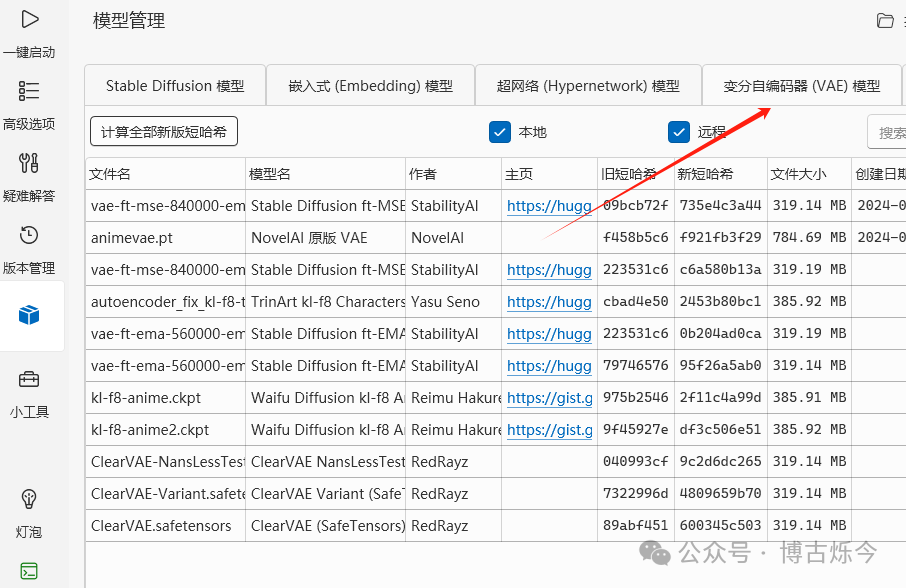 模型管理
一键启动
高级选项
疑难解答
版本管理
小工具
灯泡
Stable Diffusion 模型 嵌入式 (Embedding) 模型 超网络 (Hypernetwork) 模型 变分自编码器 (VAE) 模型
计算全部新版短哈希 本地 远程 搜索
文件名 模型名 作者 主页 旧短哈希 新短哈希 文件大小 创建日期
vae-ft-mse-840000-em Stable Diffusion ft-MSE StabilityAI https://hugg 09bcb72f 735e4c3a44 319.14 MB 2024-0
animevae.pt NovelAI 原版 VAE NovelAI f458b5c6 f921fb3f29 784.69 MB 2024-0
vae-ft-mse-840000-em Stable Diffusion ft-MSE StabilityAI https://hugg 223531c6 c6a580b13a 319.19 MB
autoencoder_fix_kl-f8-t TrinArt kl-f8 Characters Yasu Seno https://hugg cbad4e50 2453b80bc1 385.92 MB
vae-ft-ema-560000-em Stable Diffusion ft-EMA StabilityAI https://hugg 223531c6 0b204ad0ca 319.19 MB
vae-ft-ema-560000-em Stable Diffusion ft-EMA StabilityAI https://hugg 79746576 95f26a5ab0 319.14 MB
kl-f8-anime.ckpt Waifu Diffusion kl-f8 A Reimu Hakure https://gist.g 975b2546 2f11c4a99d 385.91 MB
kl-f8-anime2.ckpt Waifu Diffusion kl-f8 A Reimu Hakure https://gist.g 9f45927e df3c506e51 385.92 MB
ClearVAE-NansLessTest ClearVAE NansLessTest RedRayz 040993cf 9c2d6dc265 319.14 MB
ClearVAE-Variant.safete ClearVAE Variant (SafeT RedRayz 7322996d 4809659b70 319.14 MB
ClearVAE.safetensors ClearVAE (SafeTensors) RedRayz 89abf451 600345c503 319.14 MB
公众号 · 博古烁今